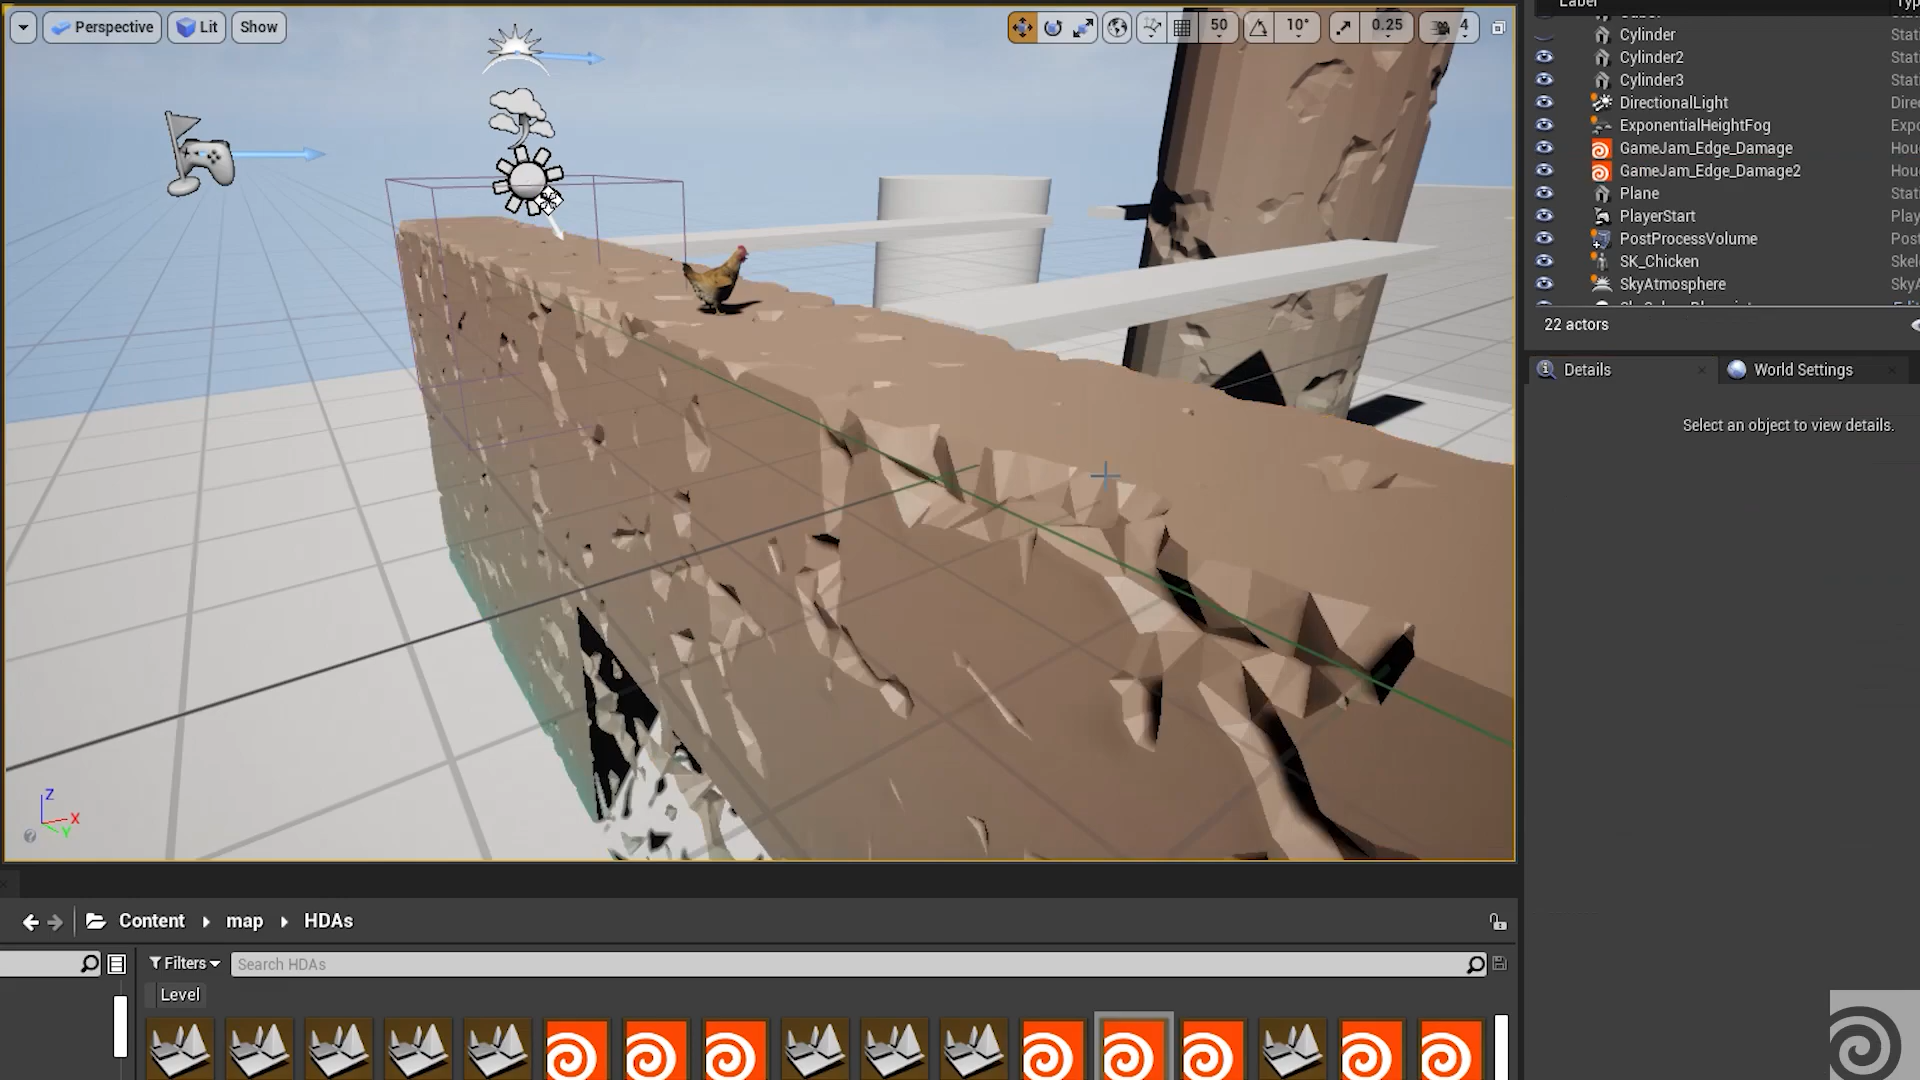 Perspective
Lit
Show
50
10°
0.25
4
Label
Cylinder
Cylinder2
Cylinder3
DirectionalLight
ExponentialHeightFog
GameJam_Edge_Damage
GameJam_Edge_Damage2
Plane
PlayerStart
PostProcessVolume
SK_Chicken
SkyAtmosphere
22 actors
Details
World Settings
Select an object to view details.
Z
X
Y
Content
map
HDAs
Filters
Search HDAs
Level